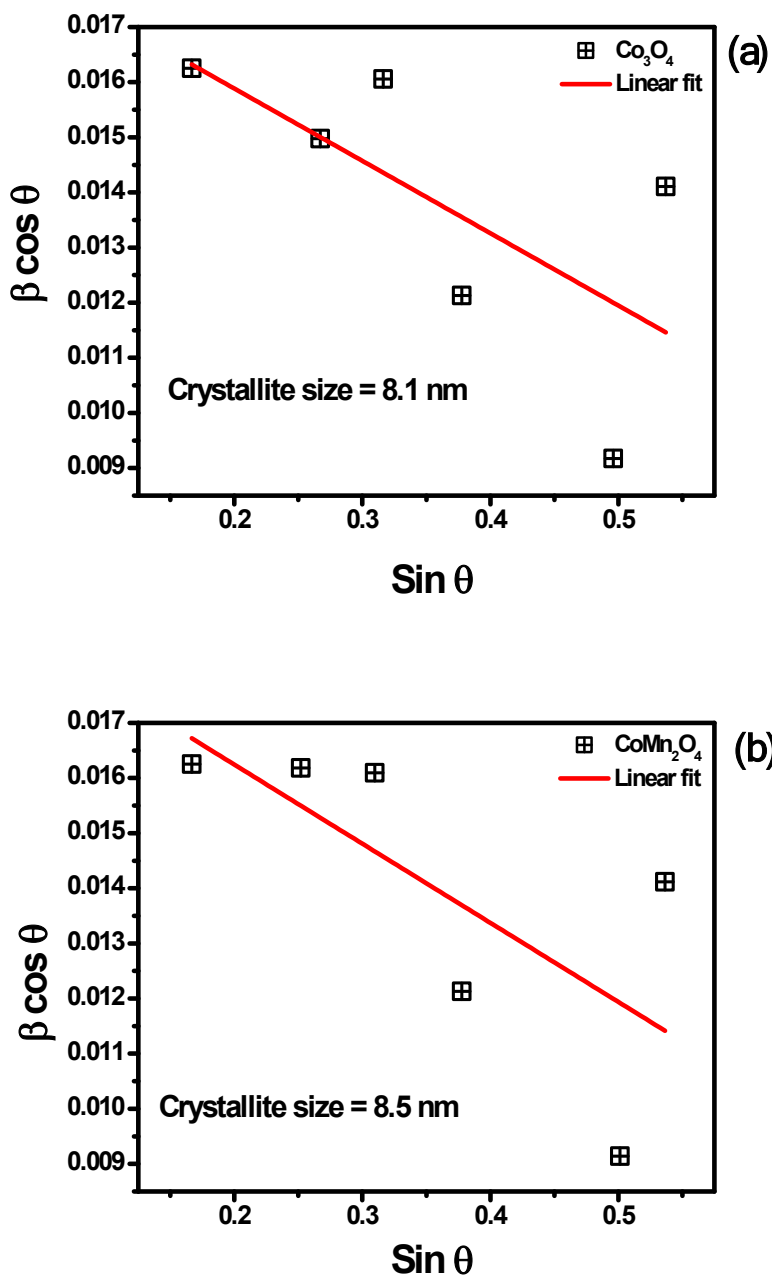 (a)
Co₃O₄
Linear fit
0.017
0.016
0.015
0.014
0.013
0.012
0.011
0.010
0.009
β cos θ
Crystallite size = 8.1 nm
0.2 0.3 0.4 0.5
Sin θ
(b)
CoMn₂O₄
Linear fit
0.017
0.016
0.015
0.014
0.013
0.012
0.011
0.010
0.009
β cos θ
Crystallite size = 8.5 nm
0.2 0.3 0.4 0.5
Sin θ